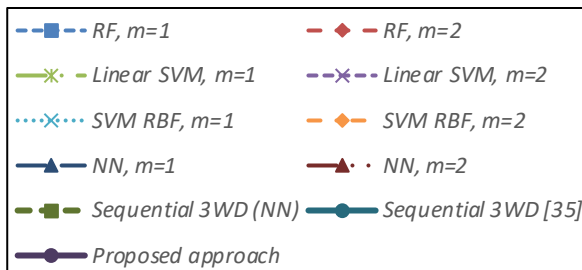 RF, m=1 RF, m=2
Linear SVM, m=1 Linear SVM, m=2
SVM RBF, m=1 SVM RBF, m=2
NN, m=1 NN, m=2
Sequential 3WD (NN) Sequential 3WD [35]
Proposed approach